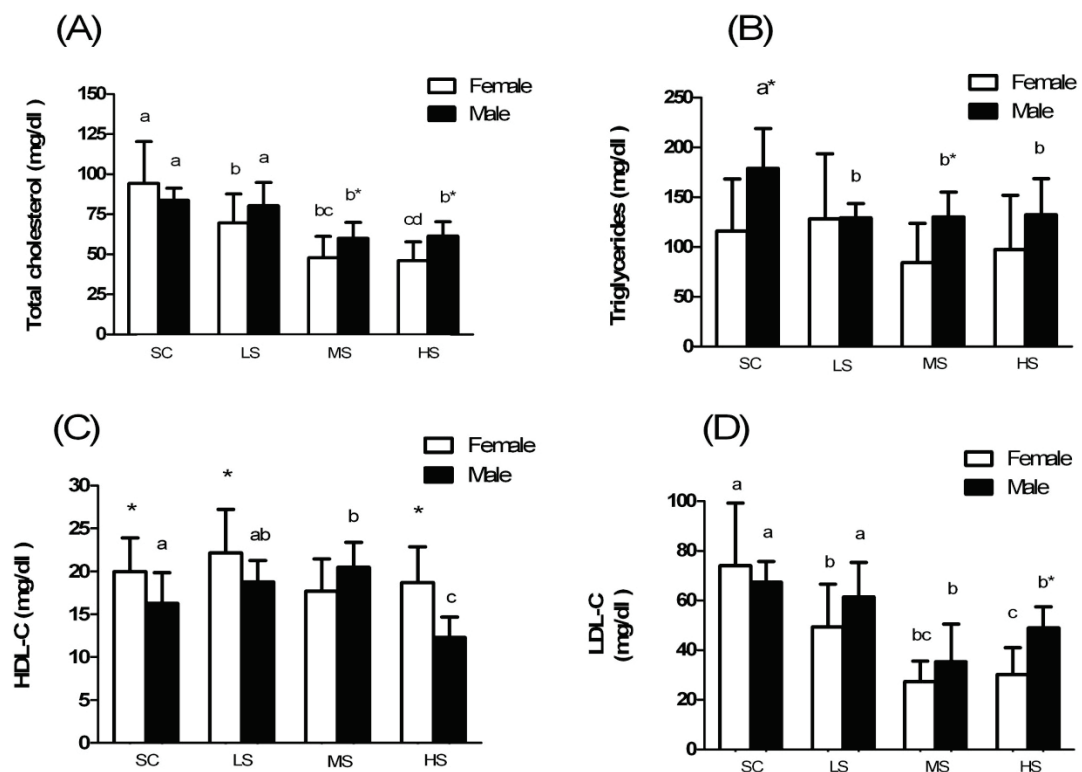 (A)
Female
Male
Total cholesterol (mg/dl)
150
125
100
75
50
25
0
a
a
b
a
bc
b*
cd
b*
SC
LS
MS
HS
(B)
Female
Male
Triglycerides (mg/dl )
250
200
150
100
50
0
a*
b
b*
b
SC
LS
MS
HS
(C)
Female
Male
HDL-C (mg/dl )
30
25
20
15
10
5
0
*
a
*
ab
b
*
c
SC
LS
MS
HS
(D)
Female
Male
LDL-C
(mg/dl )
100
80
60
40
20
0
a
a
b
a
bc
b
c
b*
SC
LS
MS
HS